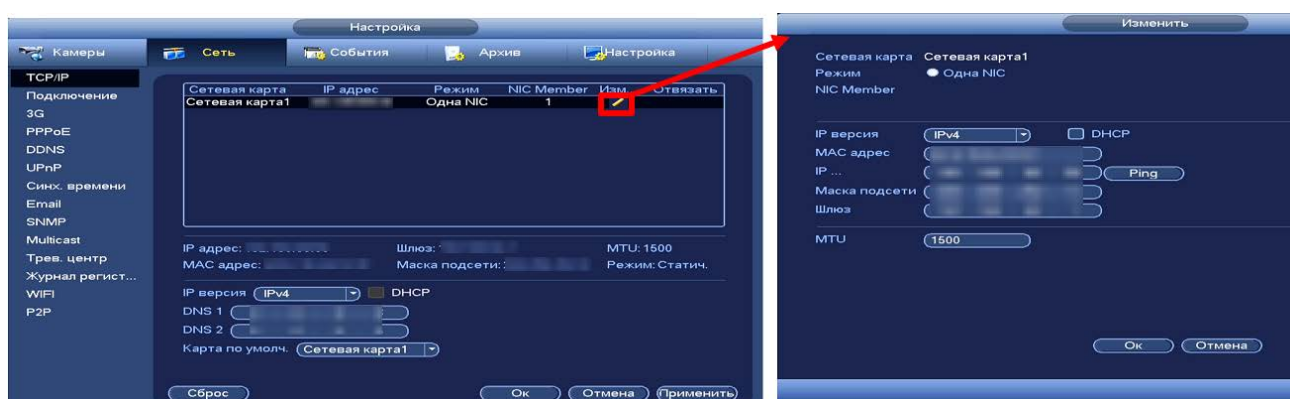 Настройка
Камеры Сеть События Архив Настройка
TCP/IP
Подключение
3G
PPPoE
DDNS
UPnP
Синх. времени
Email
SNMP
Multicast
Трев. центр
Журнал регист...
WIFI
P2P
Сетевая карта IP адрес Режим NIC Member Изм. Отвязать
Сетевая карта1 Одна NIC 1
IP адрес: Шлюз: MTU: 1500
MAC адрес: Маска подсети: Режим: Статич.
IP версия IPv4 DHCP
DNS 1
DNS 2
Карта по умолч. Сетевая карта1
Сброс Ок Отмена Применить
Изменить
Сетевая карта Сетевая карта1
Режим Одна NIC
NIC Member
IP версия IPv4 DHCP
MAC адрес
IP ... Ping
Маска подсети
Шлюз
MTU 1500
Ок Отмена